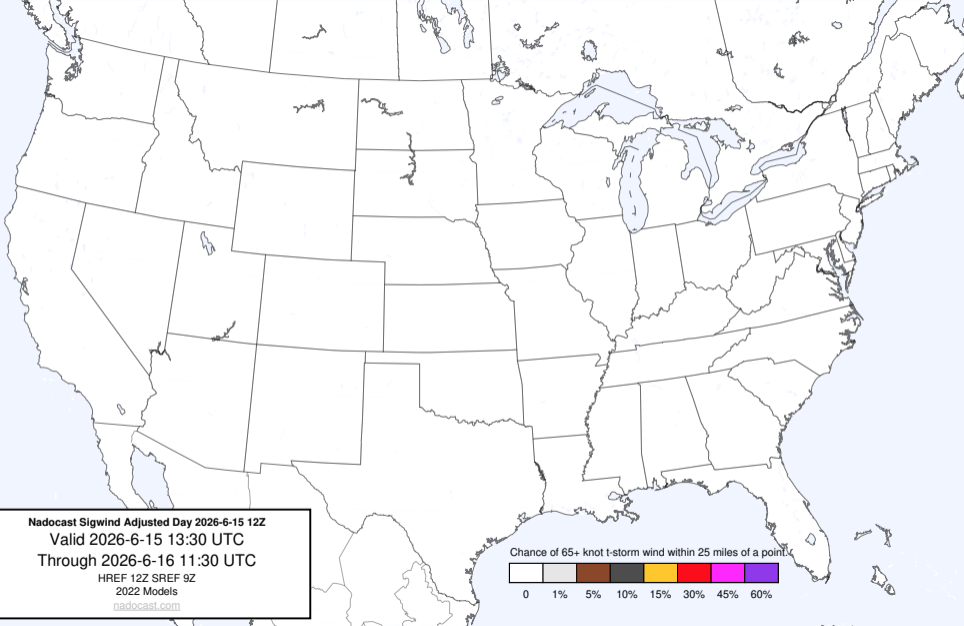 Nadocast Sigwind Adjusted Day 2026-6-15 12Z
Valid 2026-6-15 13:30 UTC
Through 2026-6-16 11:30 UTC
HREF 12Z SREF 9Z
2022 Models
nadocast.com
Chance of 65+ knot t-storm wind within 25 miles of a point.
0 1% 5% 10% 15% 30% 45% 60%